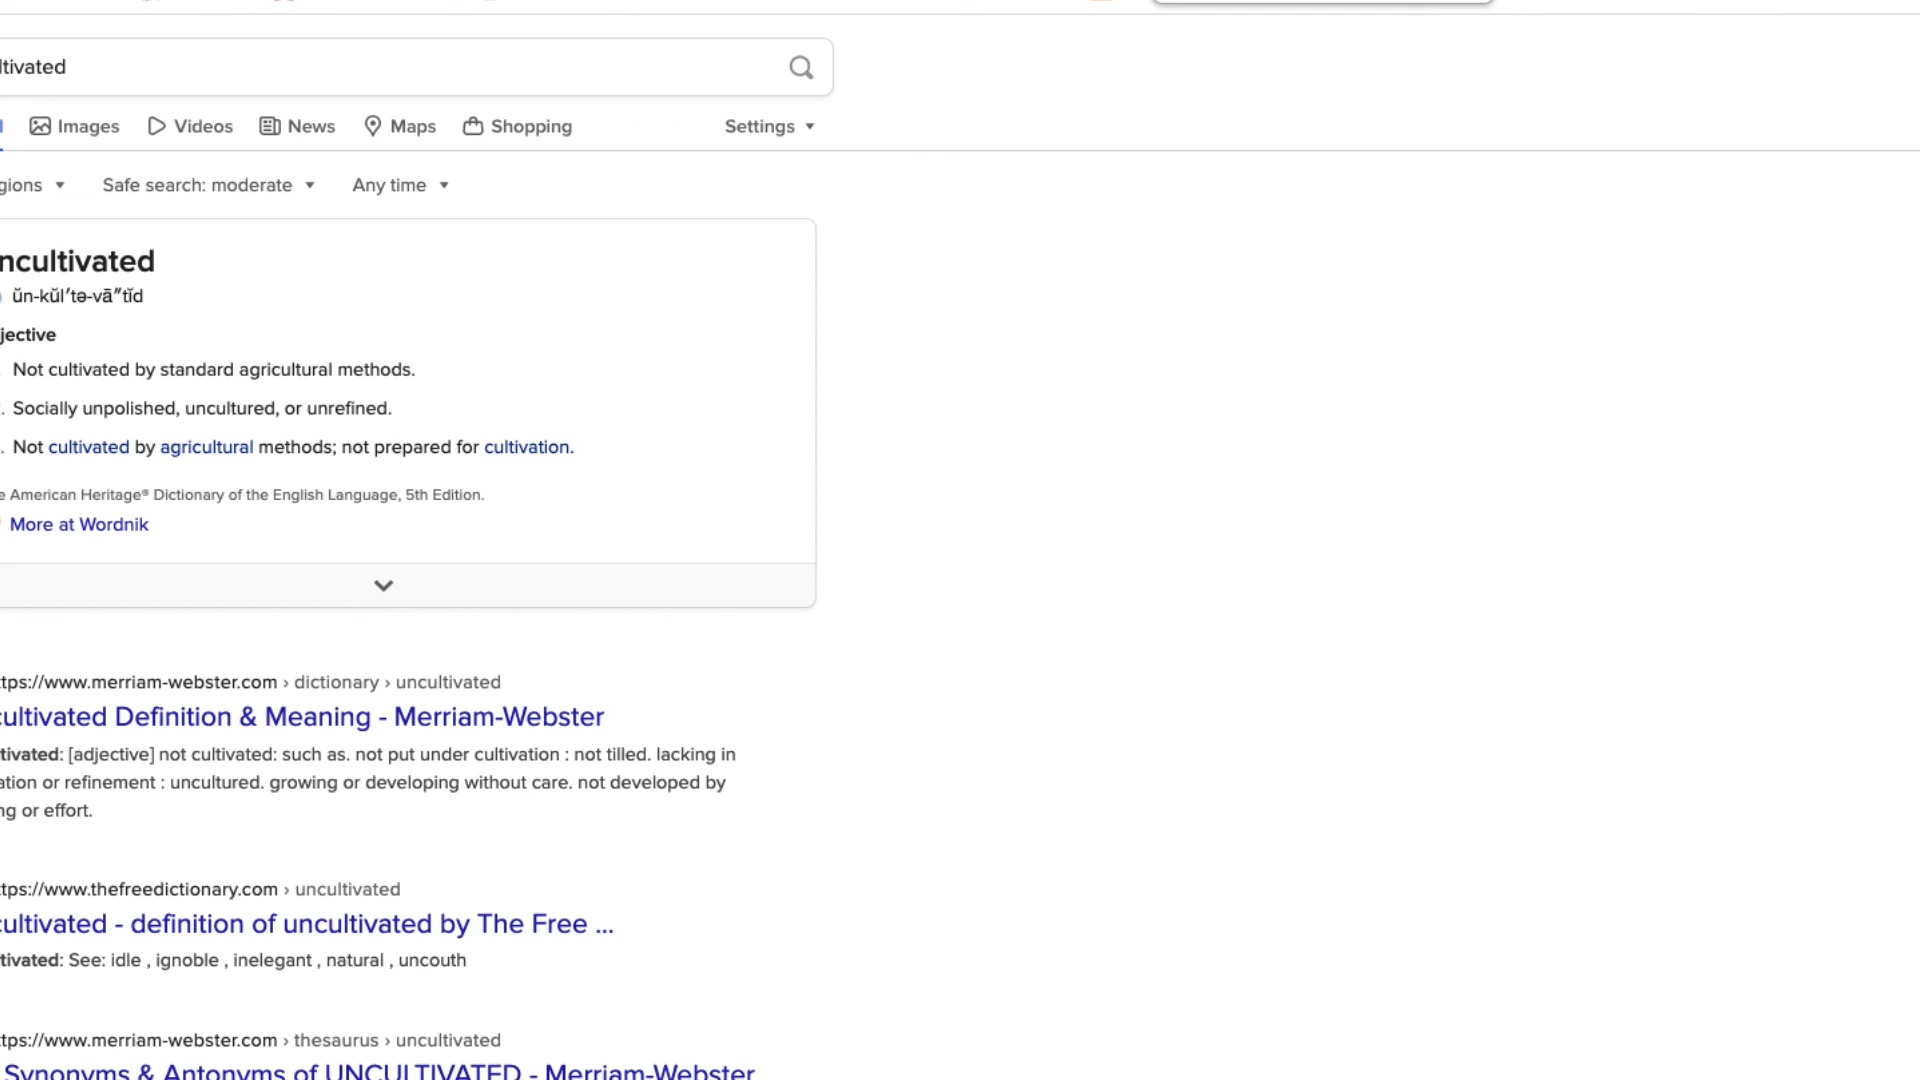 ltivated
Images Videos News Maps Shopping Settings
gions Safe search: moderate Any time
ncultivated
ŭn-kŭl′tə-vā″tĭd
jective
Not cultivated by standard agricultural methods.
. Socially unpolished, uncultured, or unrefined.
. Not cultivated by agricultural methods; not prepared for cultivation.
e American Heritage® Dictionary of the English Language, 5th Edition.
More at Wordnik
tps://www.merriam-webster.com › dictionary › uncultivated
cultivated Definition & Meaning - Merriam-Webster
tivated: [adjective] not cultivated: such as. not put under cultivation : not tilled. lacking in
ation or refinement : uncultured. growing or developing without care. not developed by
ng or effort.
tps://www.thefreedictionary.com › uncultivated
cultivated - definition of uncultivated by The Free ...
tivated: See: idle , ignoble , inelegant , natural , uncouth
tps://www.merriam-webster.com › thesaurus › uncultivated
Synonyms & Antonyms of UNCULTIVATED - Merriam-Webster